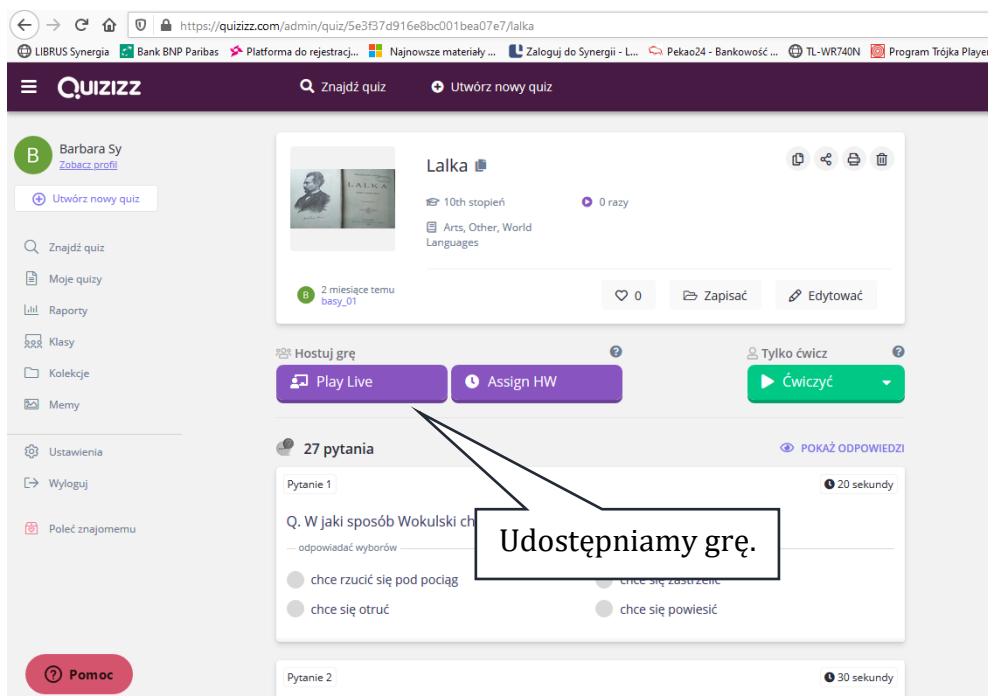 https://quizizz.com/admin/quiz/5e3f37d916e8bc001bea07e7/lalka
LIBRUS Synergia Bank BNP Paribas Platforma do rejestracj... Najnowsze materiały ... Zaloguj do Synergii - L... Pekao24 - Bankowość ... TL-WR740N Program Trójka Player
Quizizz Znajdź quiz Utwórz nowy quiz
B Barbara Sy
Zobacz profil
Utwórz nowy quiz
Znajdź quiz
Moje quizy
Raporty
Klasy
Kolekcje
Memy
Ustawienia
Wyloguj
Poleć znajomemu
Pomoc
LALKA
Lalka
10th stopień 0 razy
Arts, Other, World
Languages
B 2 miesiące temu
basy_01
0 Zapisać Edytować
Hostuj grę Tylko ćwicz
Play Live Assign HW Ćwiczyć
27 pytania POKAŻ ODPOWIEDZI
Pytanie 1 20 sekundy
Q. W jaki sposób Wokulski ch
odpowiadać wyborów
Udostępniamy grę.
chce rzucić się pod pociąg chce się zastrzelić
chce się otruć chce się powiesić
Pytanie 2 30 sekundy